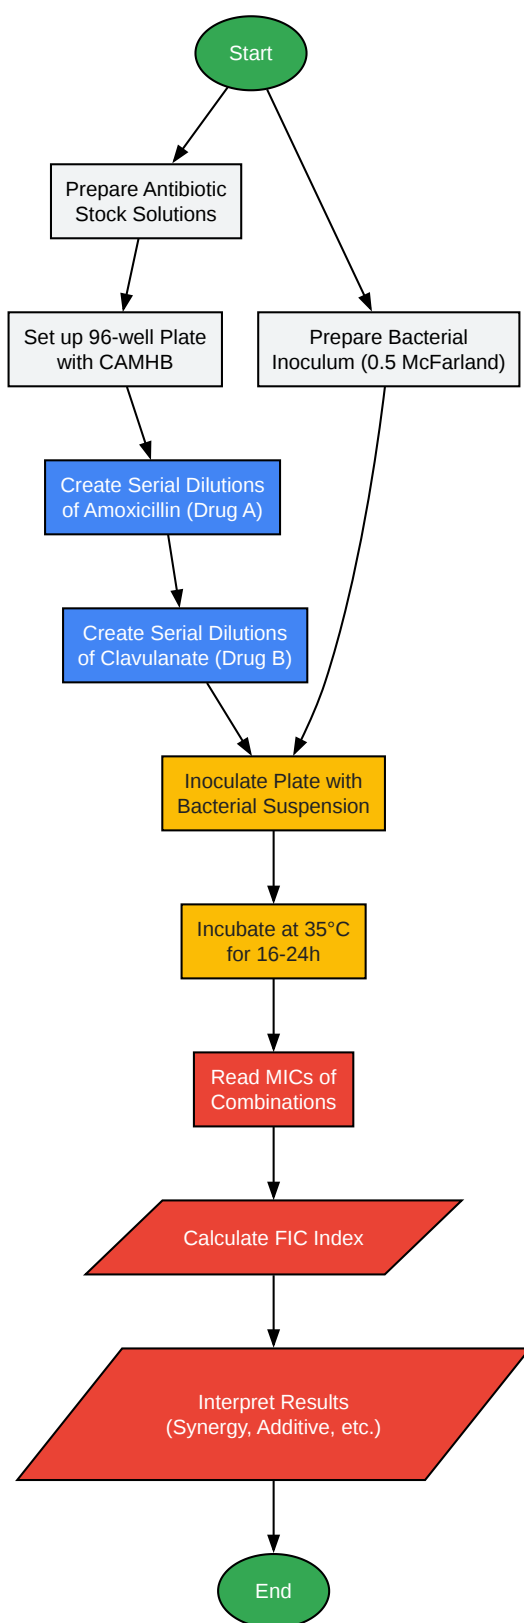 Start
Prepare Antibiotic
Stock Solutions
Set up 96-well Plate
with CAMHB
Prepare Bacterial
Inoculum (0.5 McFarland)
Create Serial Dilutions
of Amoxicillin (Drug A)
Create Serial Dilutions
of Clavulanate (Drug B)
Inoculate Plate with
Bacterial Suspension
Incubate at 35°C
for 16-24h
Read MICs of
Combinations
Calculate FIC Index
Interpret Results
(Synergy, Additive, etc.)
End